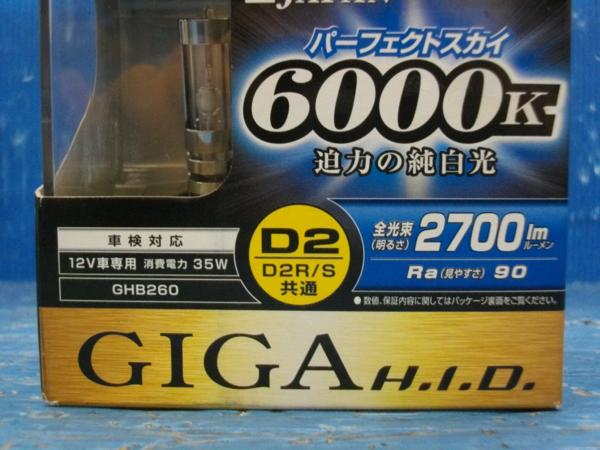 パーフェクトスカイ
6000K
迫力の純白光
車検対応
12V車専用 消費電力 35W
GHB260
D2
D2R/S
共通
全光束
(明るさ)
2700lm
ルーメン
Ra(見やすさ) 90
●数値、保証内容に関してはパッケージ裏面をご覧ください。
GIGA H.I.D.